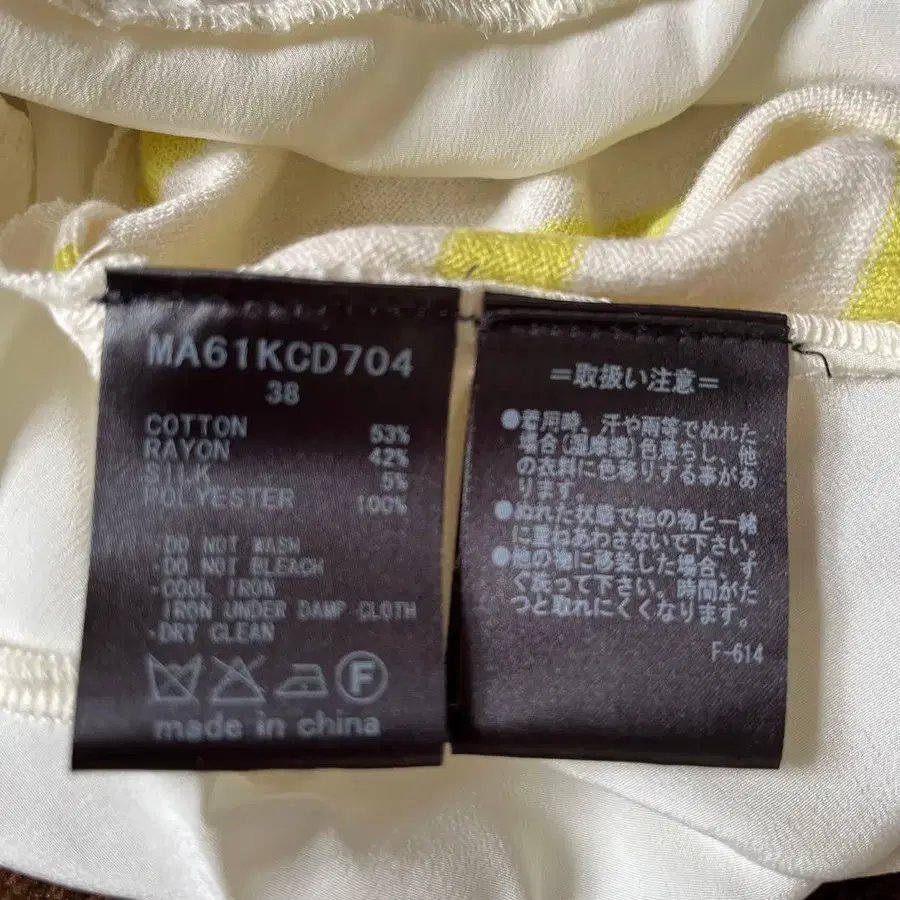 MA61KCD704
38
COTTON 53%
RAYON 42%
SILK 5%
POLYESTER 100%
·DO NOT WASH
·DO NOT BLEACH
·COOL IRON
IRON UNDER DAMP CLOTH
·DRY CLEAN
F
made in china
=取扱い注意=
●着用時、汗や雨等でぬれた
場合(湿摩擦)色落ちし、他
の衣料に色移りする事があ
ります。
●ぬれた状態で他の物と一緒
に重ねあわさないで下さい。
●他の物に移染した場合、す
ぐ洗って下さい。時間がた
つと取れにくくなります。
F-614